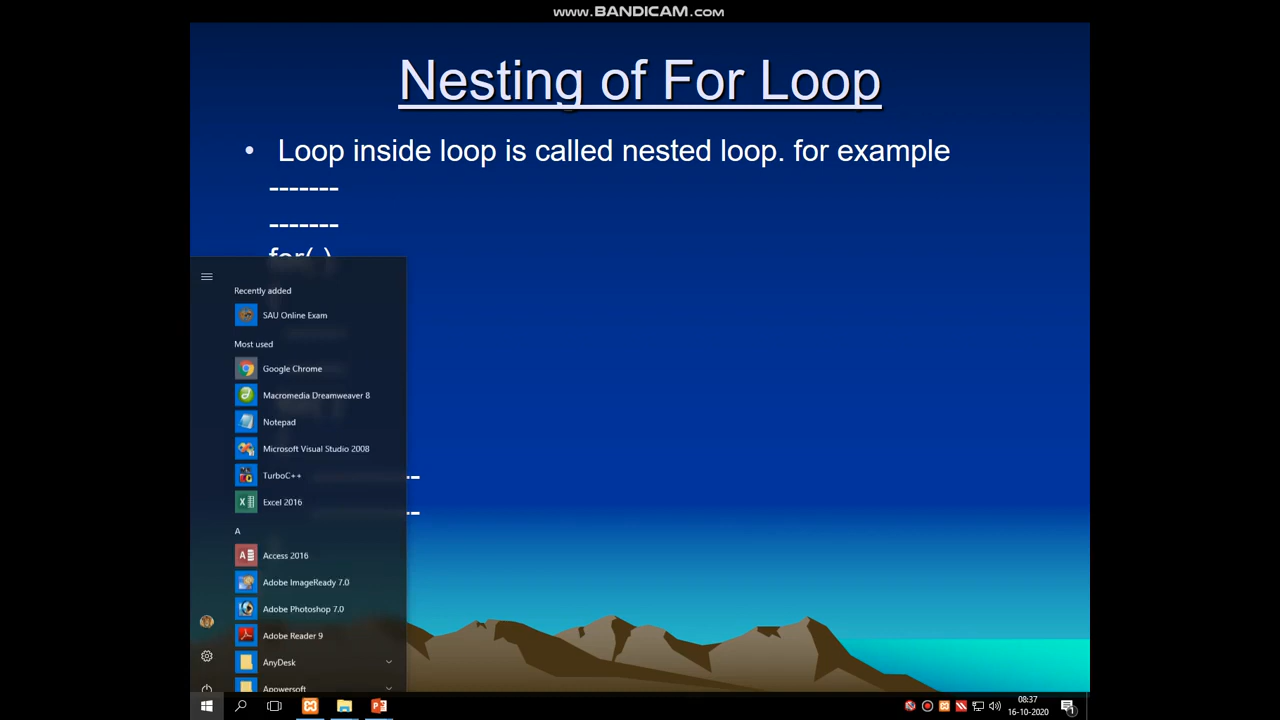 www.BANDICAM.com
Nesting of For Loop
• Loop inside loop is called nested loop. for example
-------
-------
for( )
Recently added
SAU Online Exam
Most used
Google Chrome
Macromedia Dreamweaver 8
Notepad
Microsoft Visual Studio 2008
TurboC++
Excel 2016
A
Access 2016
Adobe ImageReady 7.0
Adobe Photoshop 7.0
Adobe Reader 9
AnyDesk
Apowersoft
08:37
16-10-2020